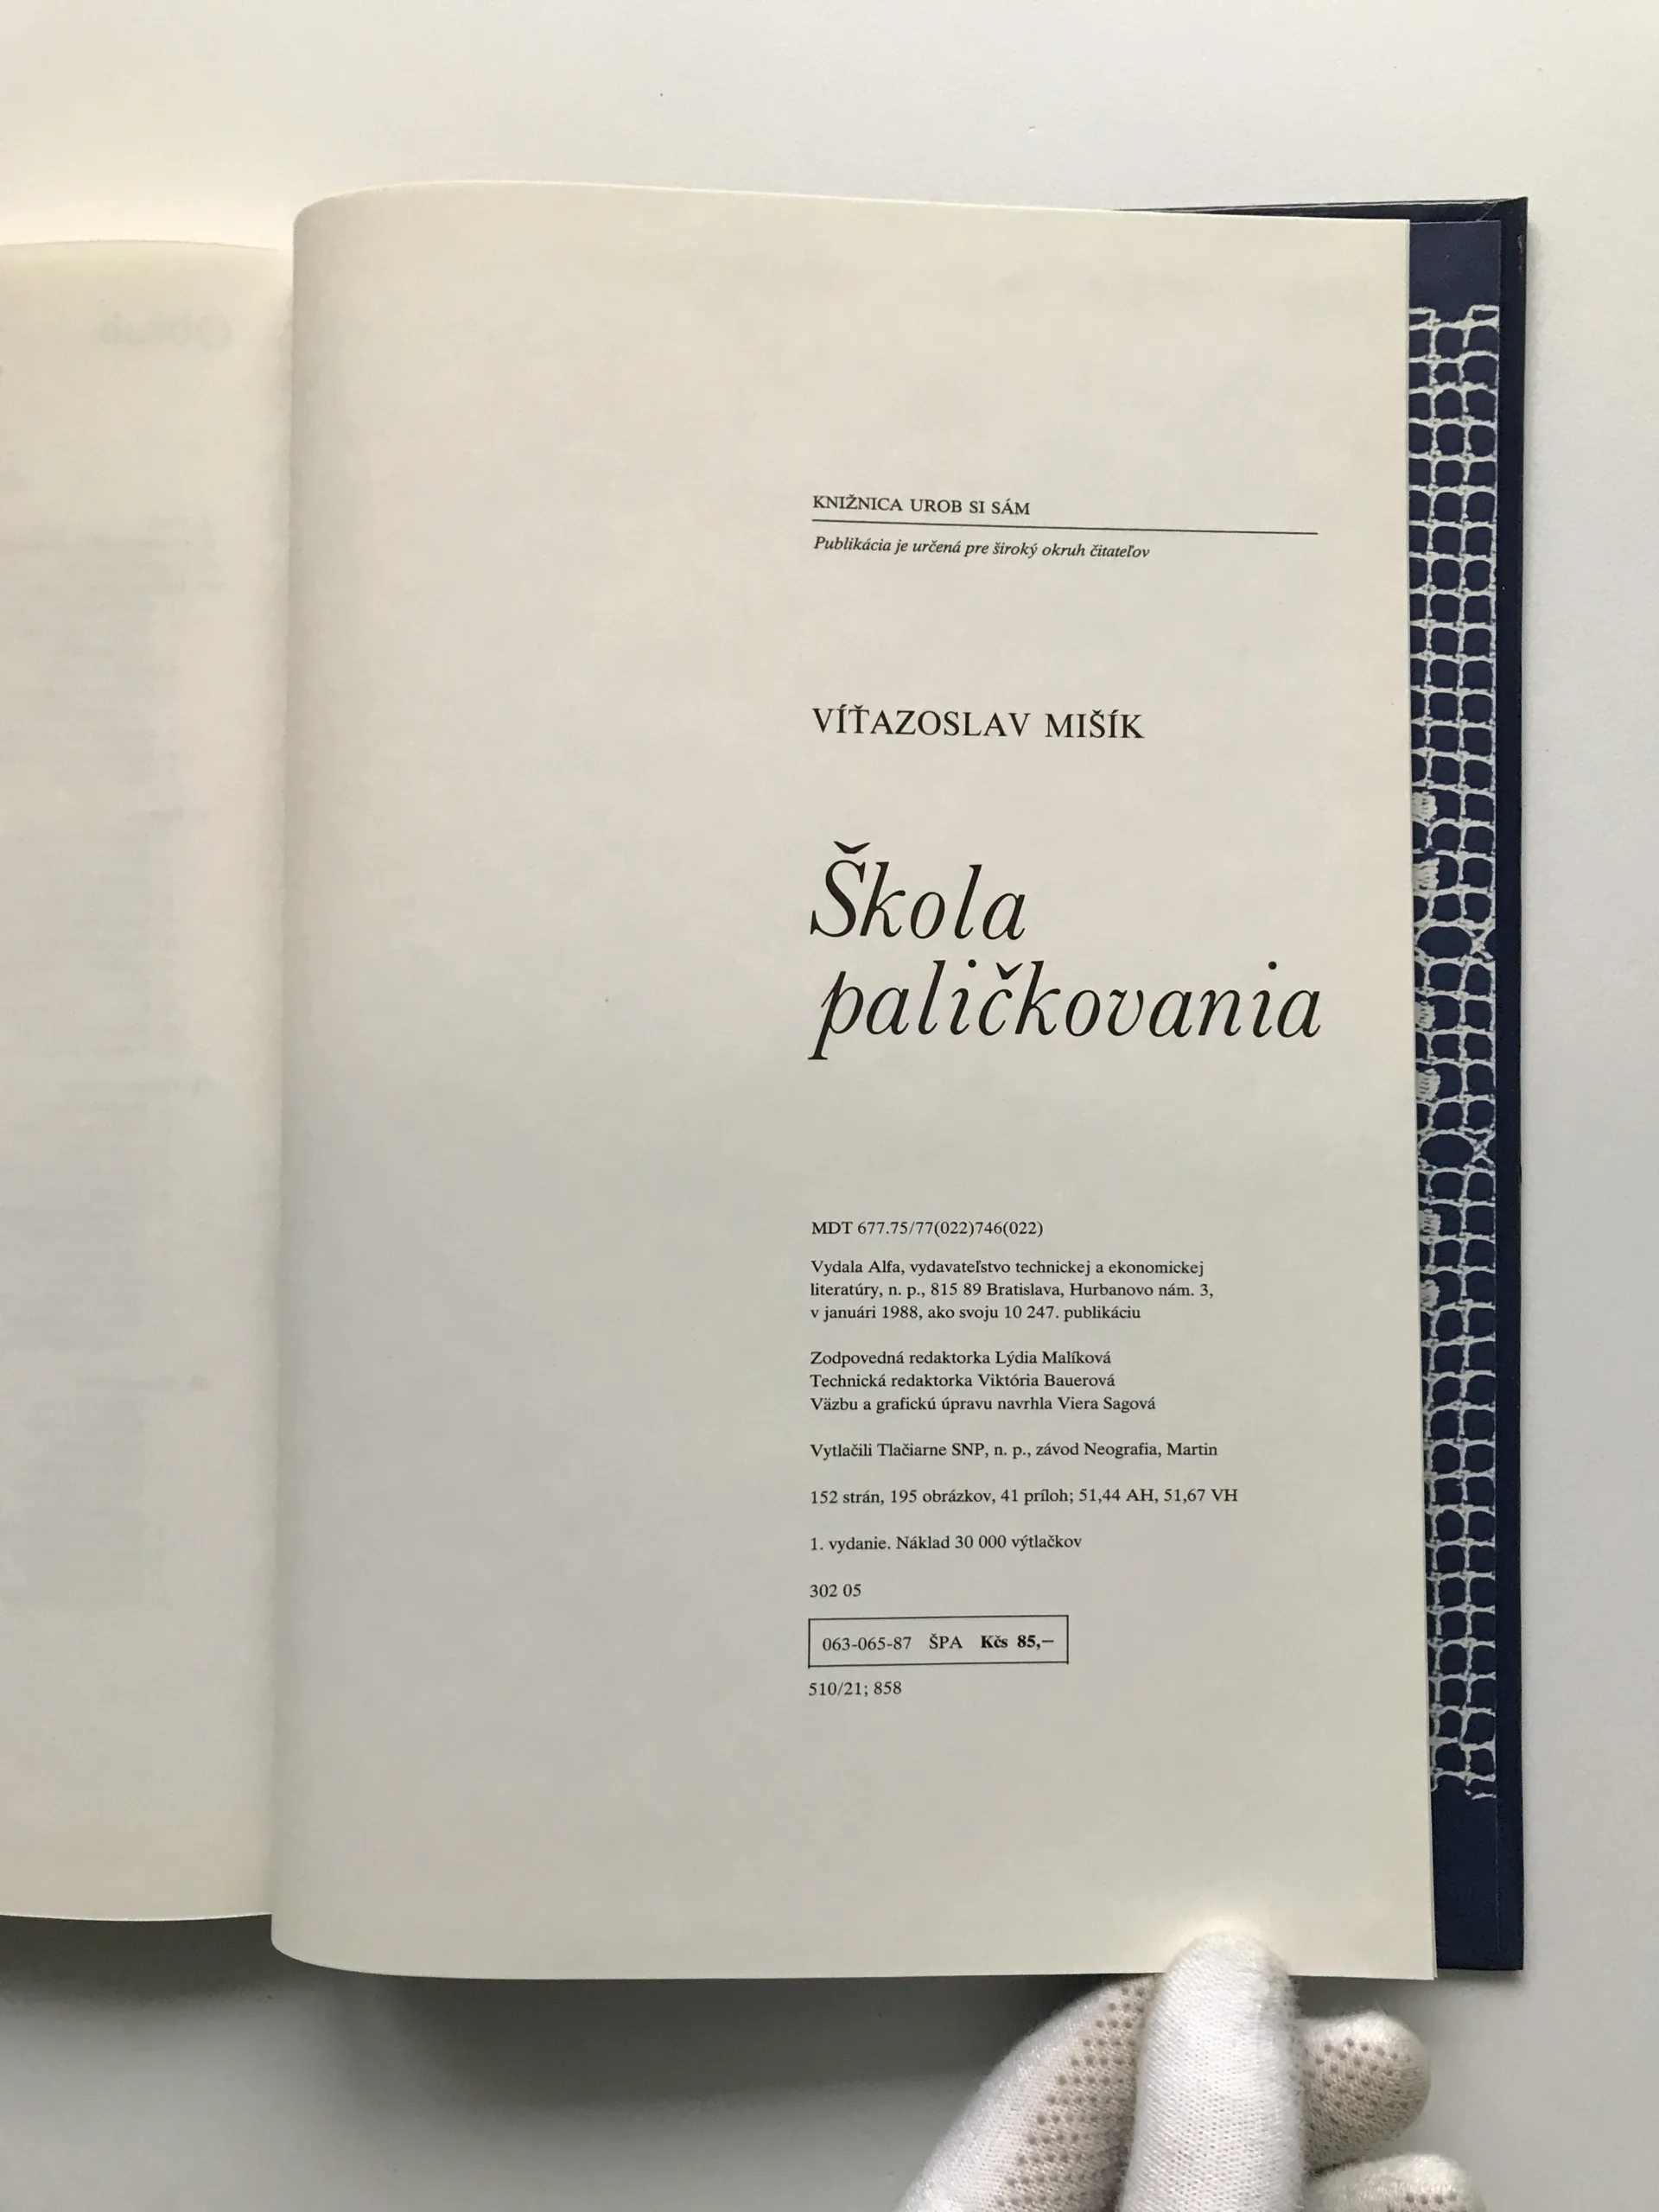 KNIŽNICA UROB SI SÁM
Publikácia je určená pre široký okruh čitateľov
VÍŤAZOSLAV MIŠÍK
Škola
paličkovania
MDT 677.75/77(022)746(022)
Vydala Alfa, vydavateľstvo technickej a ekonomickej
literatúry, n. p., 815 89 Bratislava, Hurbanovo nám. 3,
v januári 1988, ako svoju 10 247. publikáciu
Zodpovedná redaktorka Lýdia Malíková
Technická redaktorka Viktória Bauerová
Väzbu a grafickú úpravu navrhla Viera Sagová
Vytlačili Tlačiarne SNP, n. p., závod Neografia, Martin
152 strán, 195 obrázkov, 41 príloh; 51,44 AH, 51,67 VH
1. vydanie. Náklad 30 000 výtlačkov
302 05
063-065-87 ŠPA Kčs 85,—
510/21; 858